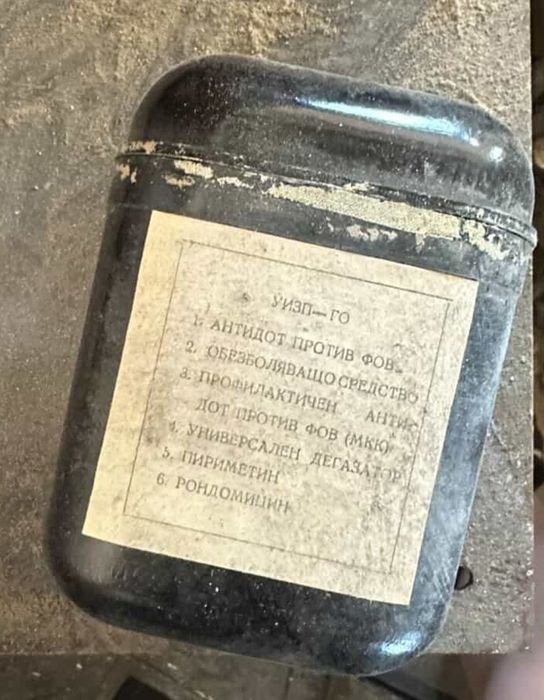 УИЗП—ГО
1. АНТИДОТ ПРОТИВ ФОВ
2. ОБЕЗБОЛЯВАЩО СРЕДСТВО
3. ПРОФИЛАКТИЧЕН АНТИ-
ДОТ ПРОТИВ ФОВ (МКК)
4. УНИВЕРСАЛЕН ДЕГАЗАТОР
5. ПИРИМЕТИН
6. РОНДОМИЦИН